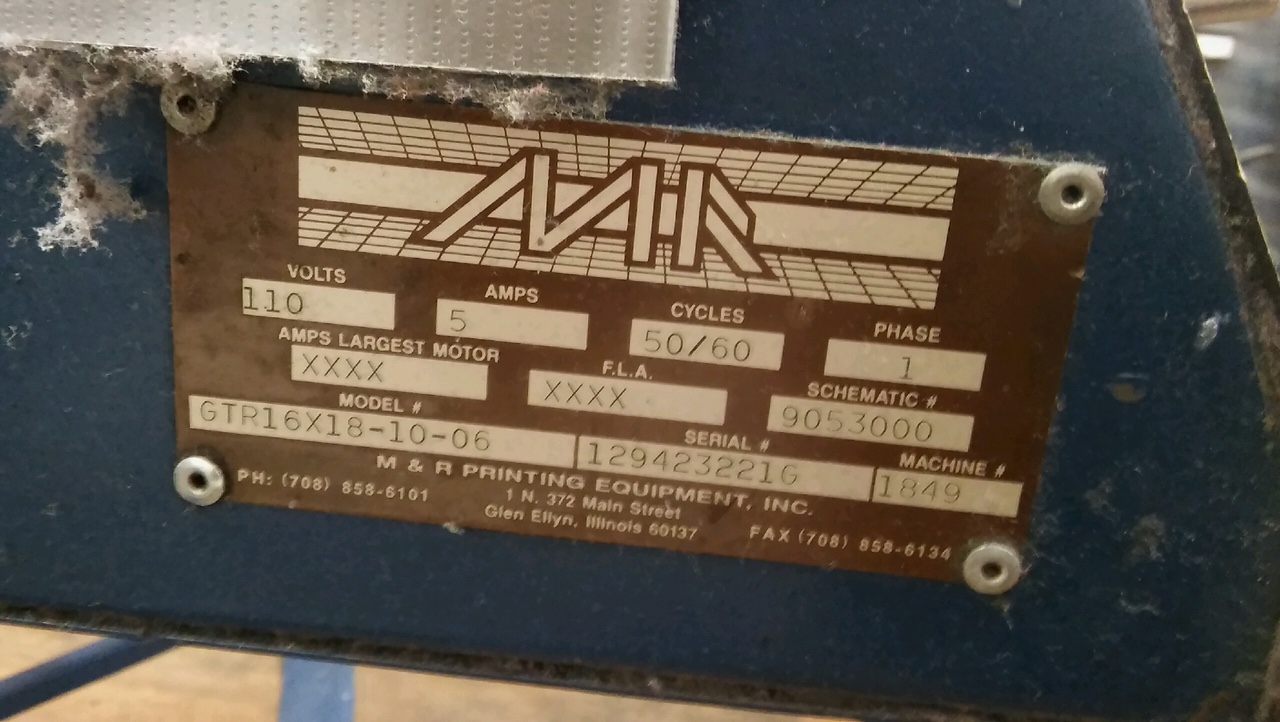 M&R
VOLTS AMPS CYCLES PHASE
110 5 50/60 1
AMPS LARGEST MOTOR F.L.A. SCHEMATIC #
XXXX XXXX 9053000
MODEL # SERIAL # MACHINE #
GTR16X18-10-06 129423221G 1849
M & R PRINTING EQUIPMENT, INC.
PH: (708) 858-6101 1 N. 372 Main Street
Glen Ellyn, Illinois 60137 FAX (708) 858-6134